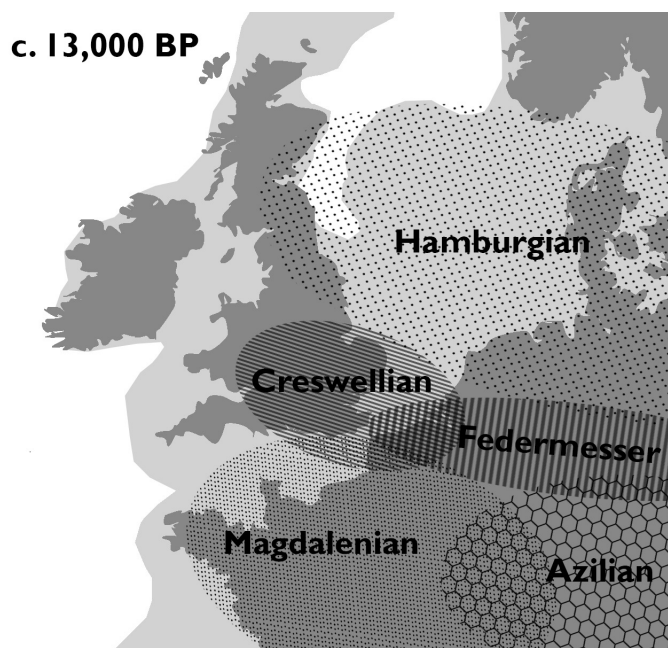 c. 13,000 BP
Hamburgian
Creswellian
Federmesser
Magdalenian
Azilian